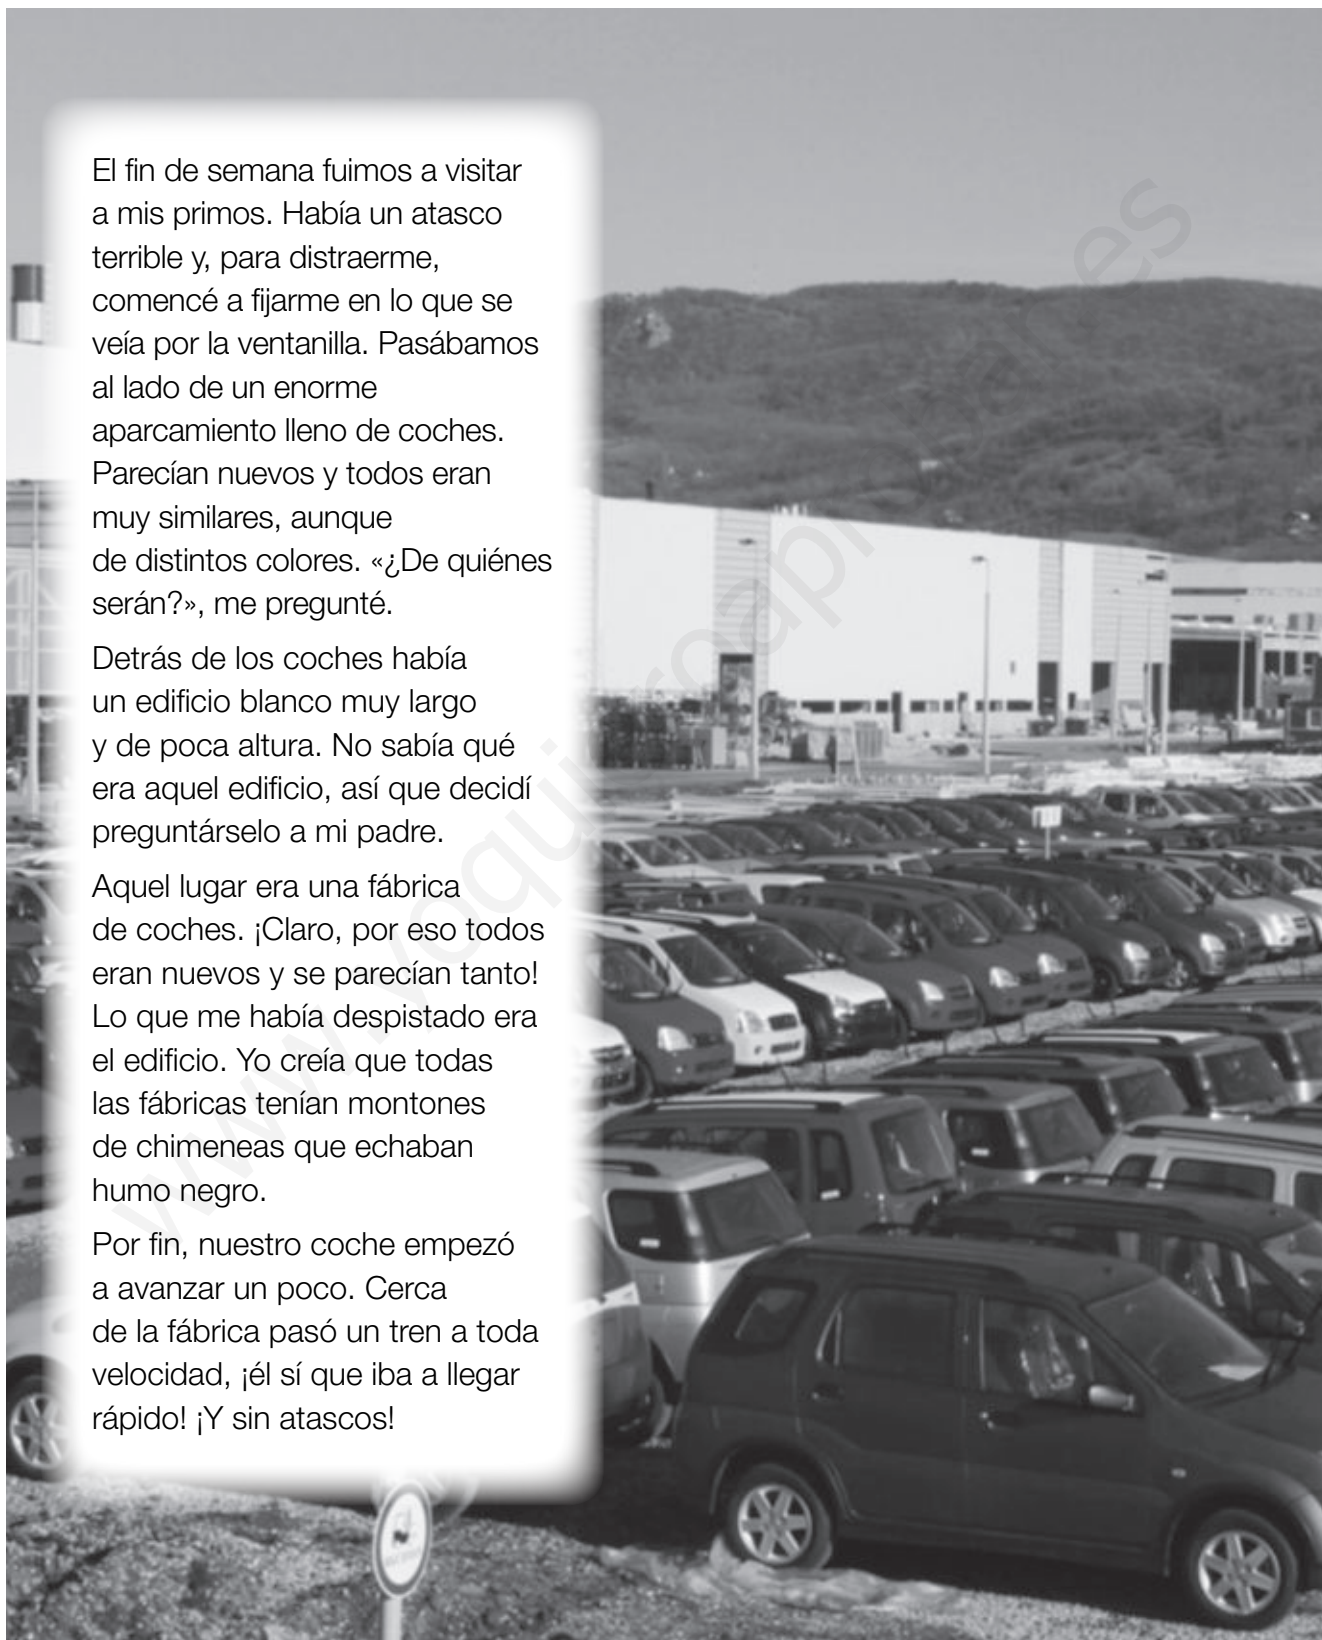 El fin de semana fuimos a visitar
a mis primos. Había un atasco
terrible y, para distraerme,
comencé a fijarme en lo que se
veía por la ventanilla. Pasábamos
al lado de un enorme
aparcamiento lleno de coches.
Parecían nuevos y todos eran
muy similares, aunque
de distintos colores. «¿De quiénes
serán?», me pregunté.
Detrás de los coches había
un edificio blanco muy largo
y de poca altura. No sabía qué
era aquel edificio, así que decidí
preguntárselo a mi padre.
Aquel lugar era una fábrica
de coches. ¡Claro, por eso todos
eran nuevos y se parecían tanto!
Lo que me había despistado era
el edificio. Yo creía que todas
las fábricas tenían montones
de chimeneas que echaban
humo negro.
Por fin, nuestro coche empezó
a avanzar un poco. Cerca
de la fábrica pasó un tren a toda
velocidad, ¡él sí que iba a llegar
rápido! ¡Y sin atascos!